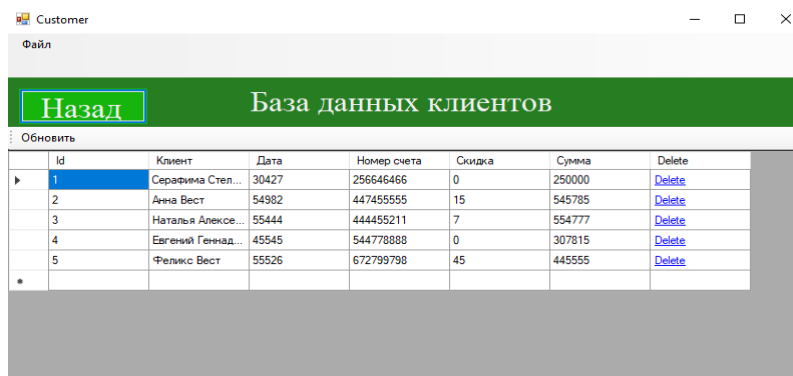 Customer
Файл
Назад База данных клиентов
Обновить
Id Клиент Дата Номер счета Скидка Сумма Delete
1 Серафима Стел... 30427 256646466 0 250000 Delete
2 Анна Вест 54982 447455555 15 545785 Delete
3 Наталья Алексе... 55444 444455211 7 554777 Delete
4 Евгений Геннад... 45545 544778888 0 307815 Delete
5 Феликс Вест 55526 672799798 45 445555 Delete